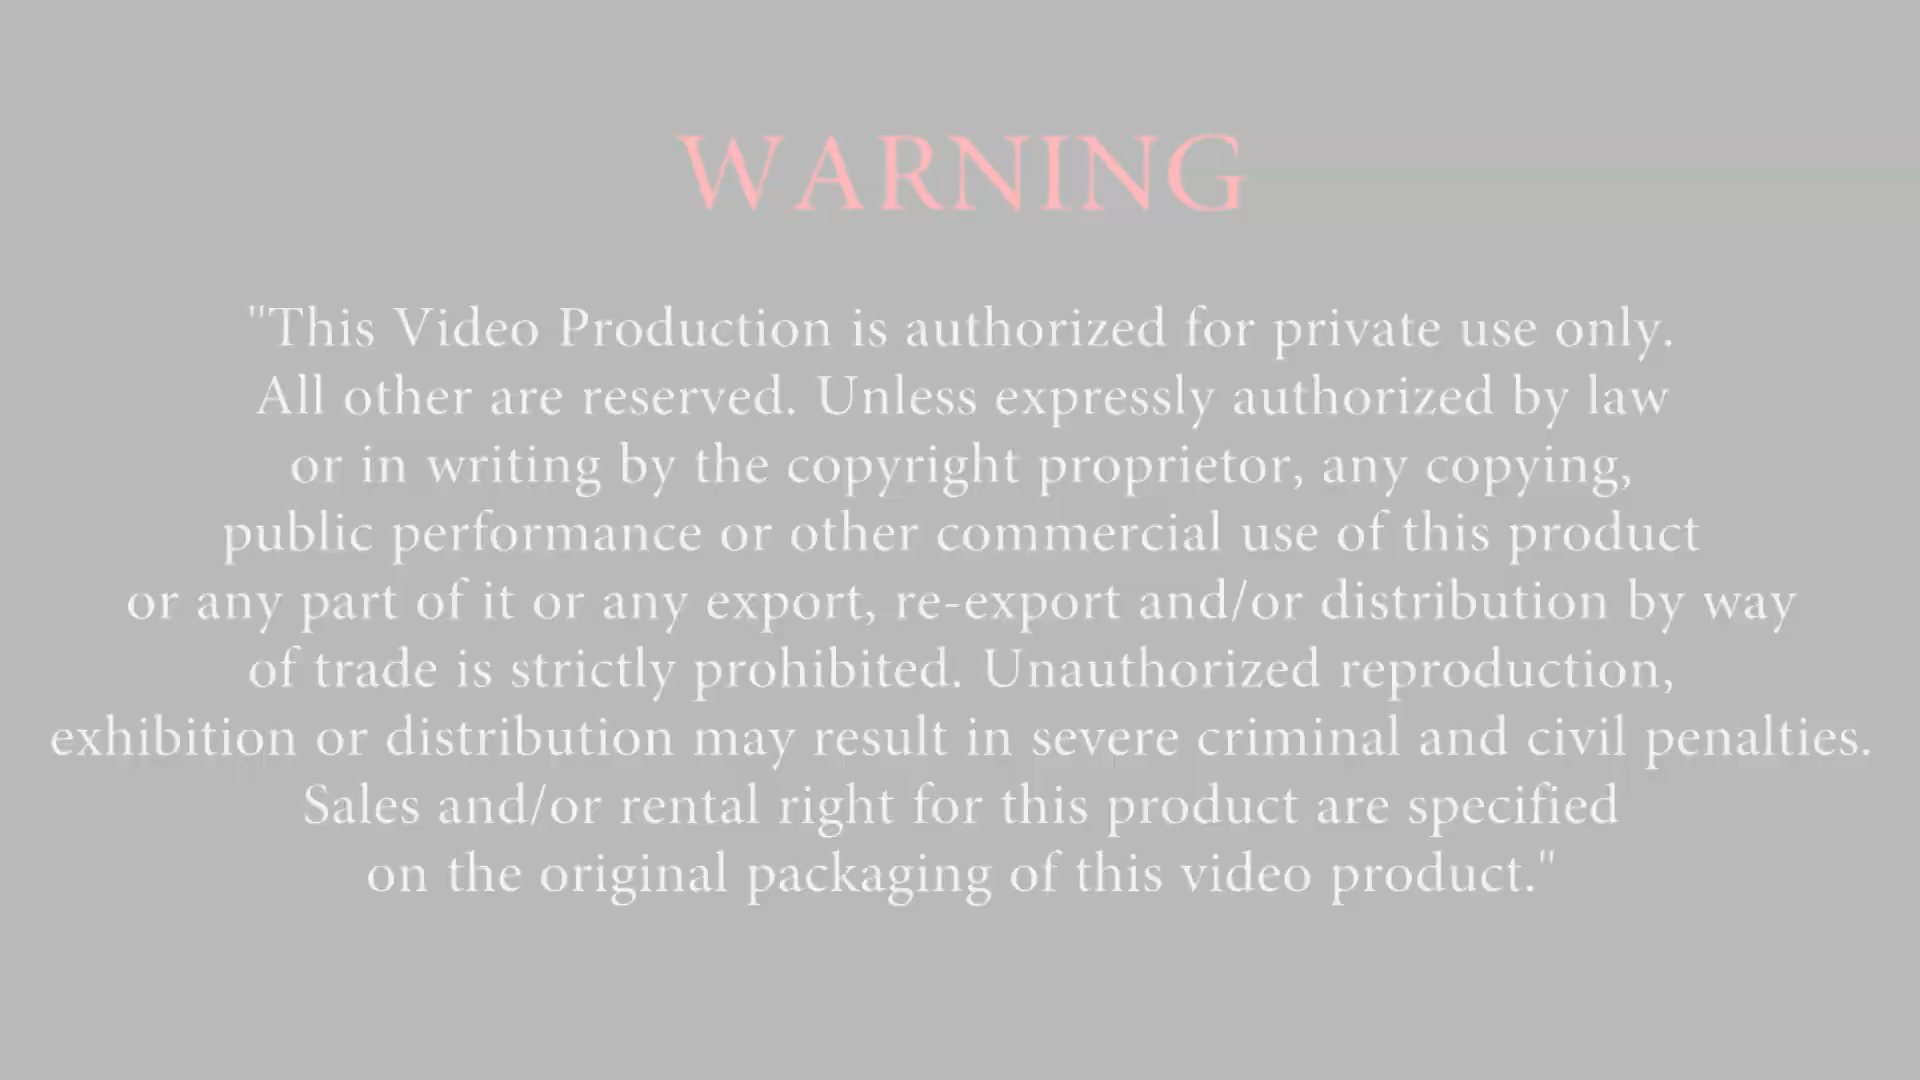 WARNING
"This Video Production is authorized for private use only.
All other are reserved. Unless expressly authorized by law
or in writing by the copyright proprietor, any copying,
public performance or other commercial use of this product
or any part of it or any export, re-export and/or distribution by way
of trade is strictly prohibited. Unauthorized reproduction,
exhibition or distribution may result in severe criminal and civil penalties.
Sales and/or rental right for this product are specified
on the original packaging of this video product."